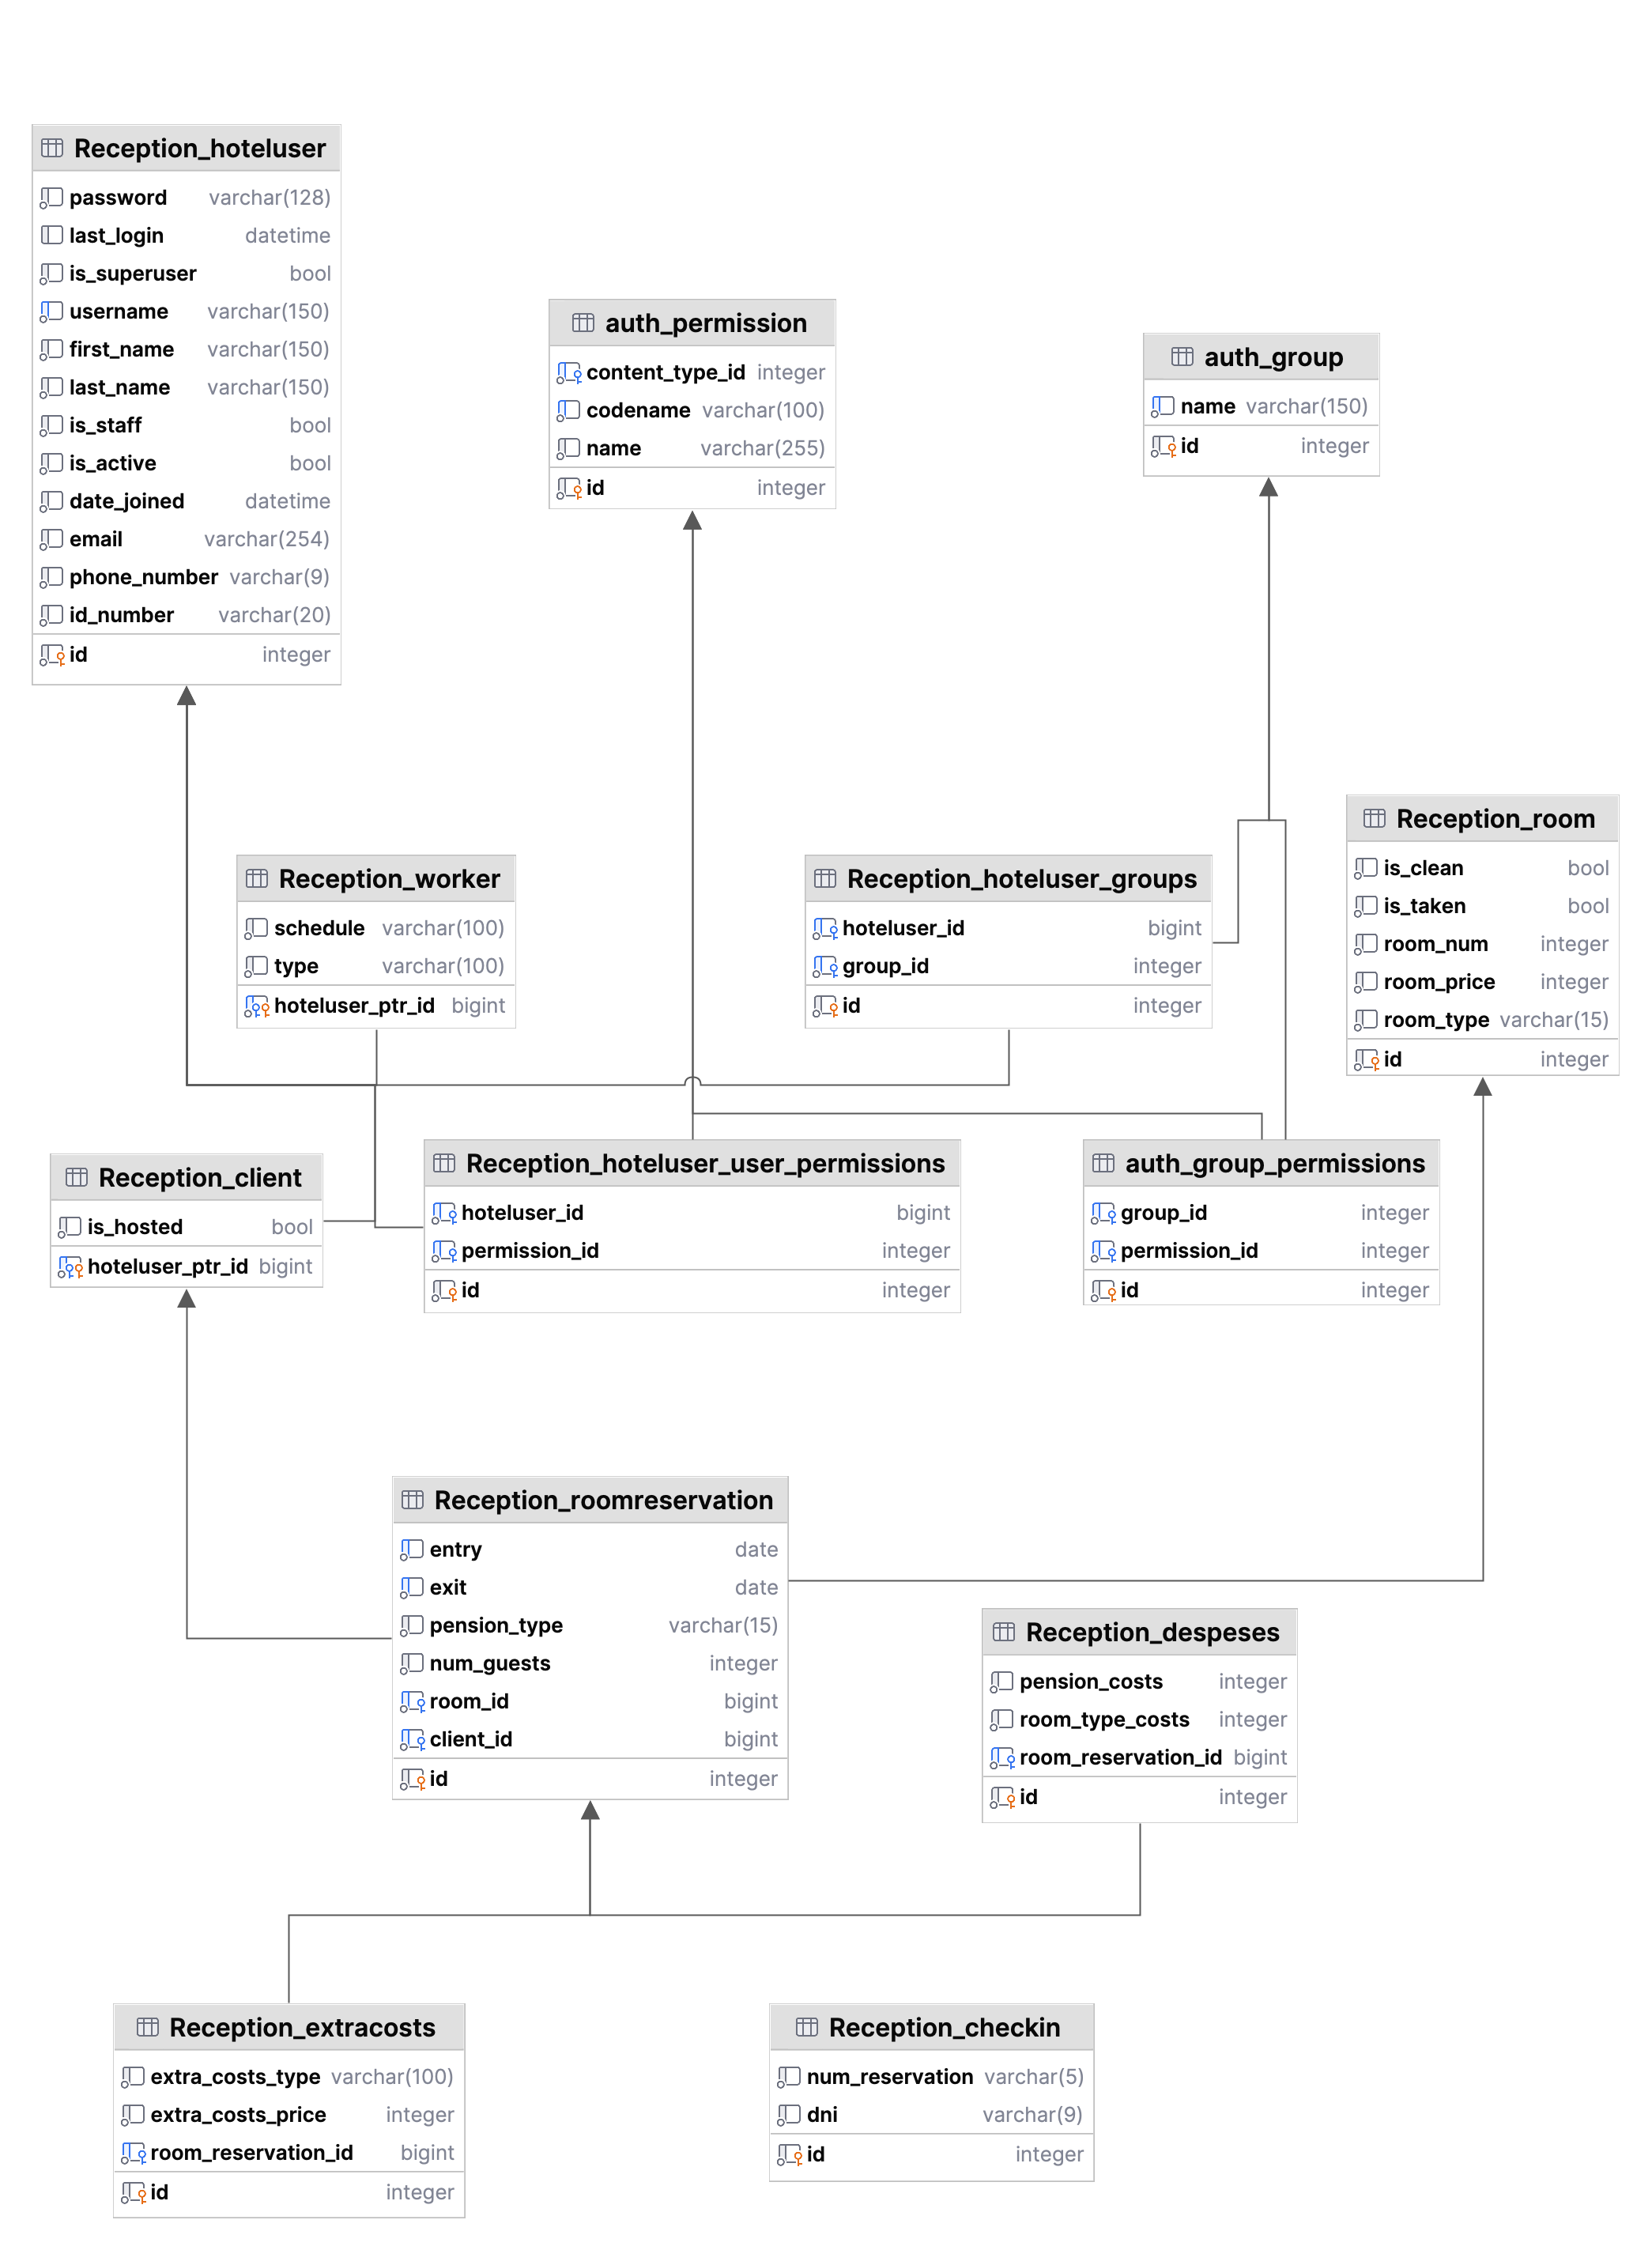 Reception_hoteluser
password varchar(128)
last_login datetime
is_superuser bool
username varchar(150)
first_name varchar(150)
last_name varchar(150)
is_staff bool
is_active bool
date_joined datetime
email varchar(254)
phone_number varchar(9)
id_number varchar(20)
id integer
auth_permission
content_type_id integer
codename varchar(100)
name varchar(255)
id integer
auth_group
name varchar(150)
id integer
Reception_worker
schedule varchar(100)
type varchar(100)
hoteluser_ptr_id bigint
Reception_hoteluser_groups
hoteluser_id bigint
group_id integer
id integer
Reception_room
is_clean bool
is_taken bool
room_num integer
room_price integer
room_type varchar(15)
id integer
Reception_client
is_hosted bool
hoteluser_ptr_id bigint
Reception_hoteluser_user_permissions
hoteluser_id bigint
permission_id integer
id integer
auth_group_permissions
group_id integer
permission_id integer
id integer
Reception_roomreservation
entry date
exit date
pension_type varchar(15)
num_guests integer
room_id bigint
client_id bigint
id integer
Reception_despeses
pension_costs integer
room_type_costs integer
room_reservation_id bigint
id integer
Reception_extracosts
extra_costs_type varchar(100)
extra_costs_price integer
room_reservation_id bigint
id integer
Reception_checkin
num_reservation varchar(5)
dni varchar(9)
id integer